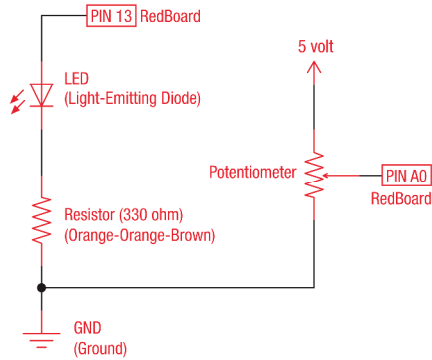 PIN 13 RedBoard
5 volt
LED
(Light-Emitting Diode)
Potentiometer
PIN A0
RedBoard
Resistor (330 ohm)
(Orange-Orange-Brown)
GND
(Ground)